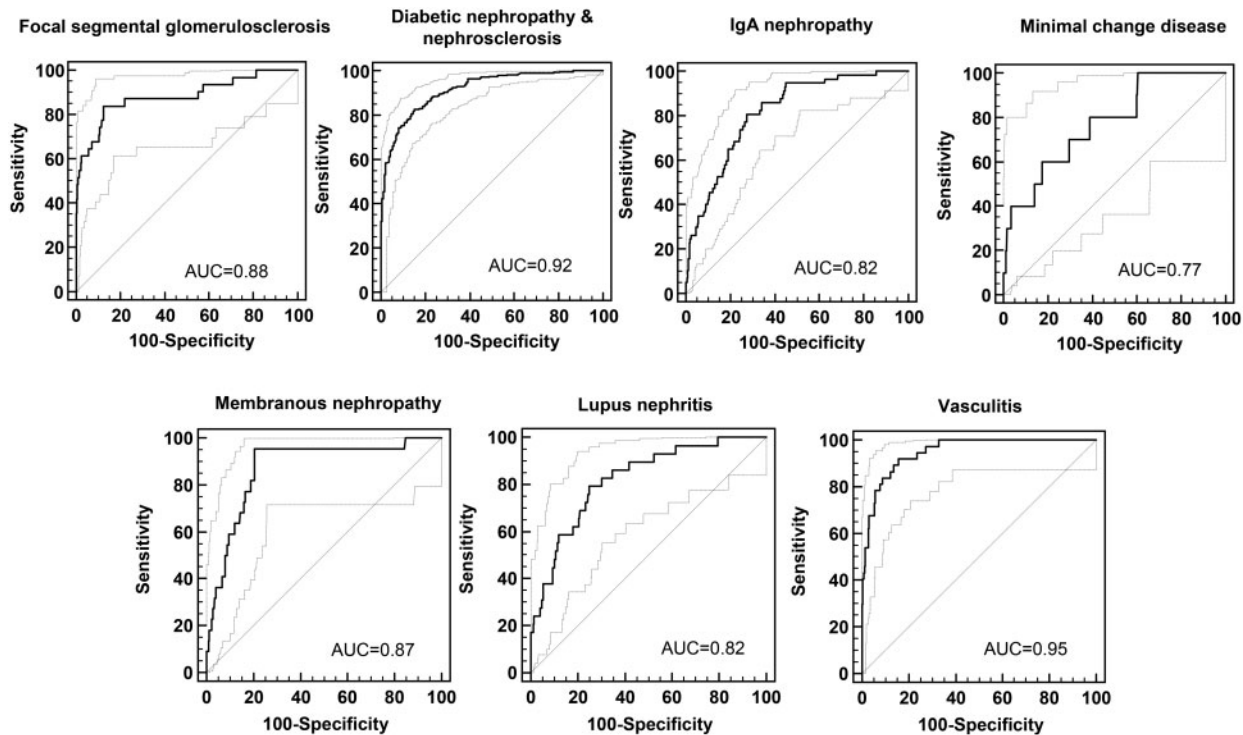 Focal segmental glomerulosclerosis
Diabetic nephropathy &
nephrosclerosis
IgA nephropathy
Minimal change disease
Sensitivity
100
80
60
40
20
0
AUC=0.88
0 20 40 60 80 100
100-Specificity
Sensitivity
100
80
60
40
20
0
AUC=0.92
0 20 40 60 80 100
100-Specificity
Sensitivity
100
80
60
40
20
0
AUC=0.82
0 20 40 60 80 100
100-Specificity
Sensitivity
100
80
60
40
20
0
AUC=0.77
0 20 40 60 80 100
100-Specificity
Membranous nephropathy
Lupus nephritis
Vasculitis
Sensitivity
100
80
60
40
20
0
AUC=0.87
0 20 40 60 80 100
100-Specificity
Sensitivity
100
80
60
40
20
0
AUC=0.82
0 20 40 60 80 100
100-Specificity
Sensitivity
100
80
60
40
20
0
AUC=0.95
0 20 40 60 80 100
100-Specificity